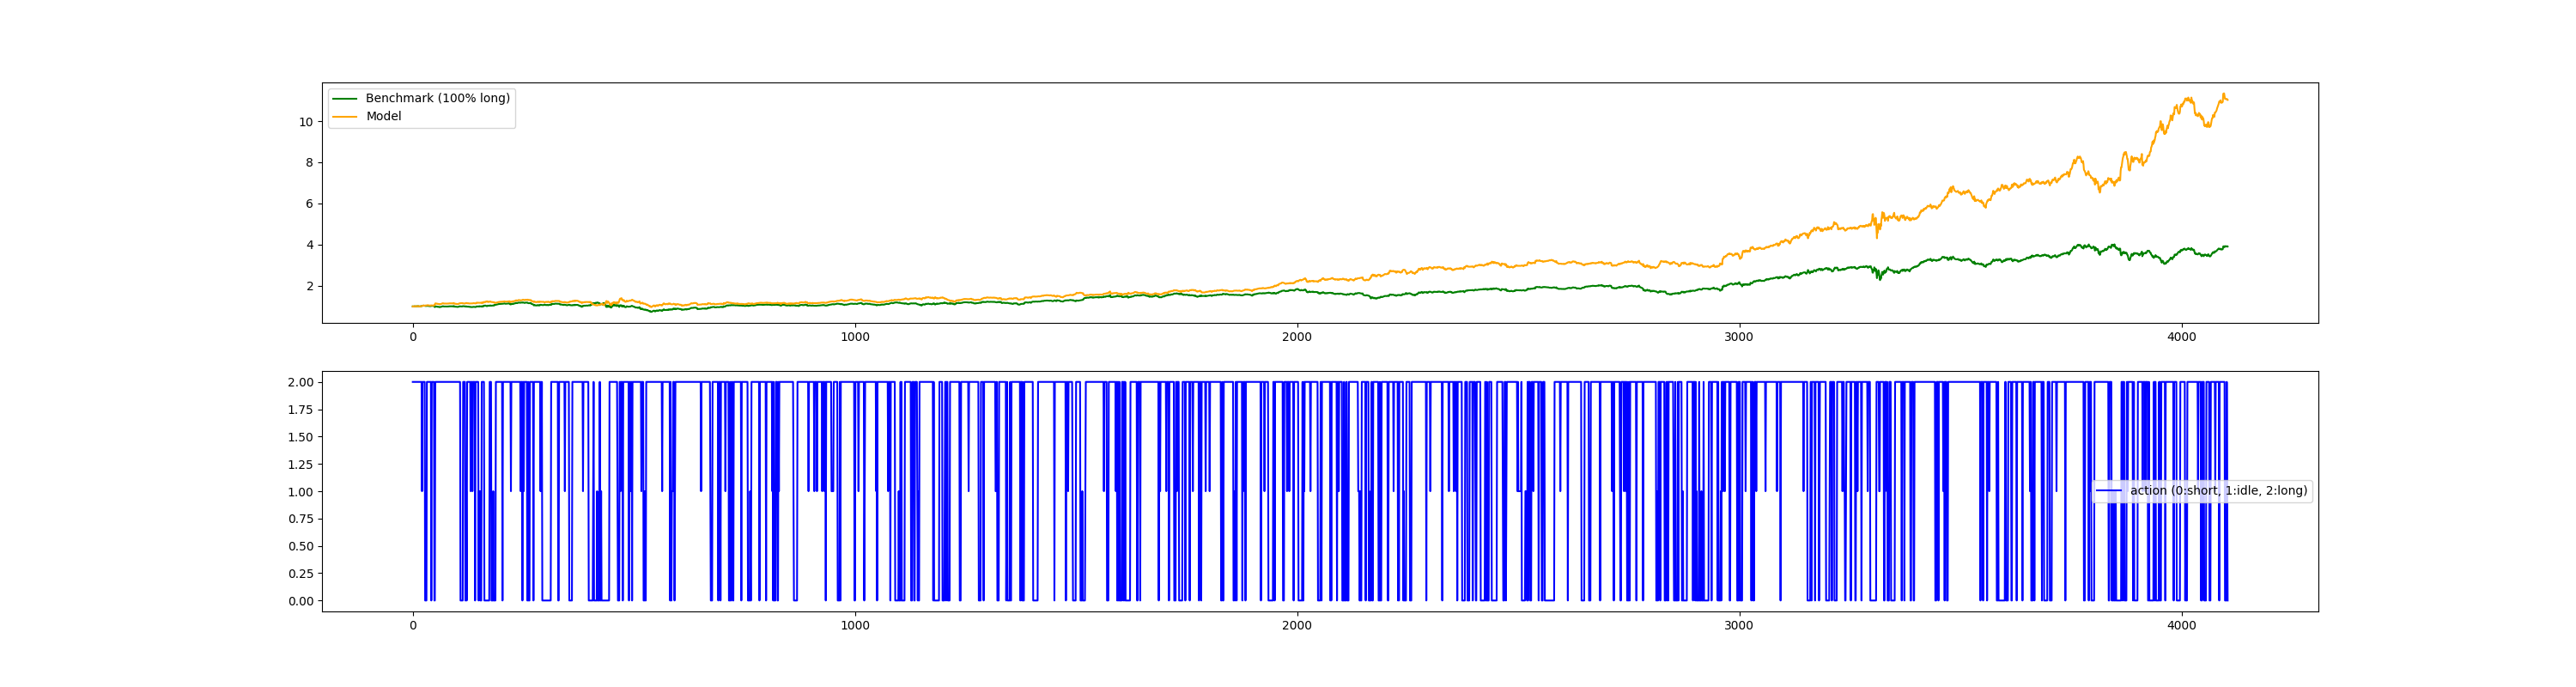 Benchmark (100% long)
Model
10
8
6
4
2
0 1000 2000 3000 4000
2.00
1.75
1.50
1.25
1.00
action (0:short, 1:idle, 2:long)
0.75
0.50
0.25
0.00
0 1000 2000 3000 4000